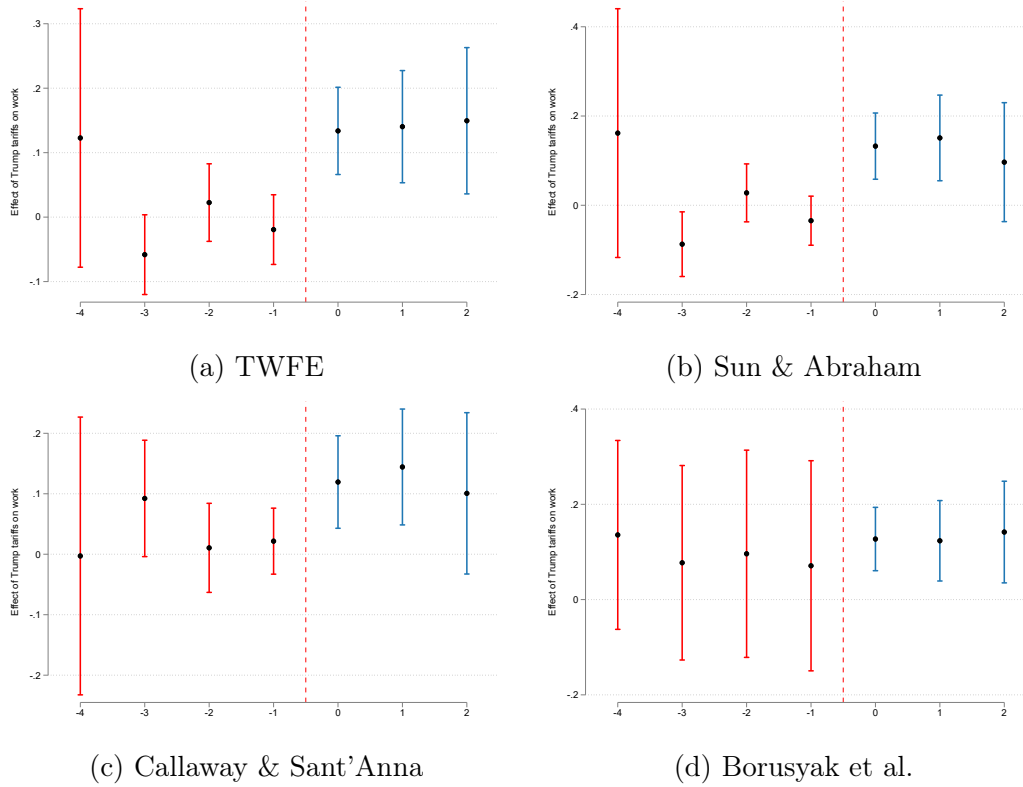 Effect of Trump tariffs on work
.3
.2
.1
0
-.1
-4 -3 -2 -1 0 1 2
(a) TWFE
Effect of Trump tariffs on work
.4
.2
0
-.2
-4 -3 -2 -1 0 1 2
(b) Sun & Abraham
Effect of Trump tariffs on work
.2
.1
0
-.1
-.2
-4 -3 -2 -1 0 1 2
(c) Callaway & Sant'Anna
Effect of Trump tariffs on work
.4
.2
0
-.2
-4 -3 -2 -1 0 1 2
(d) Borusyak et al.